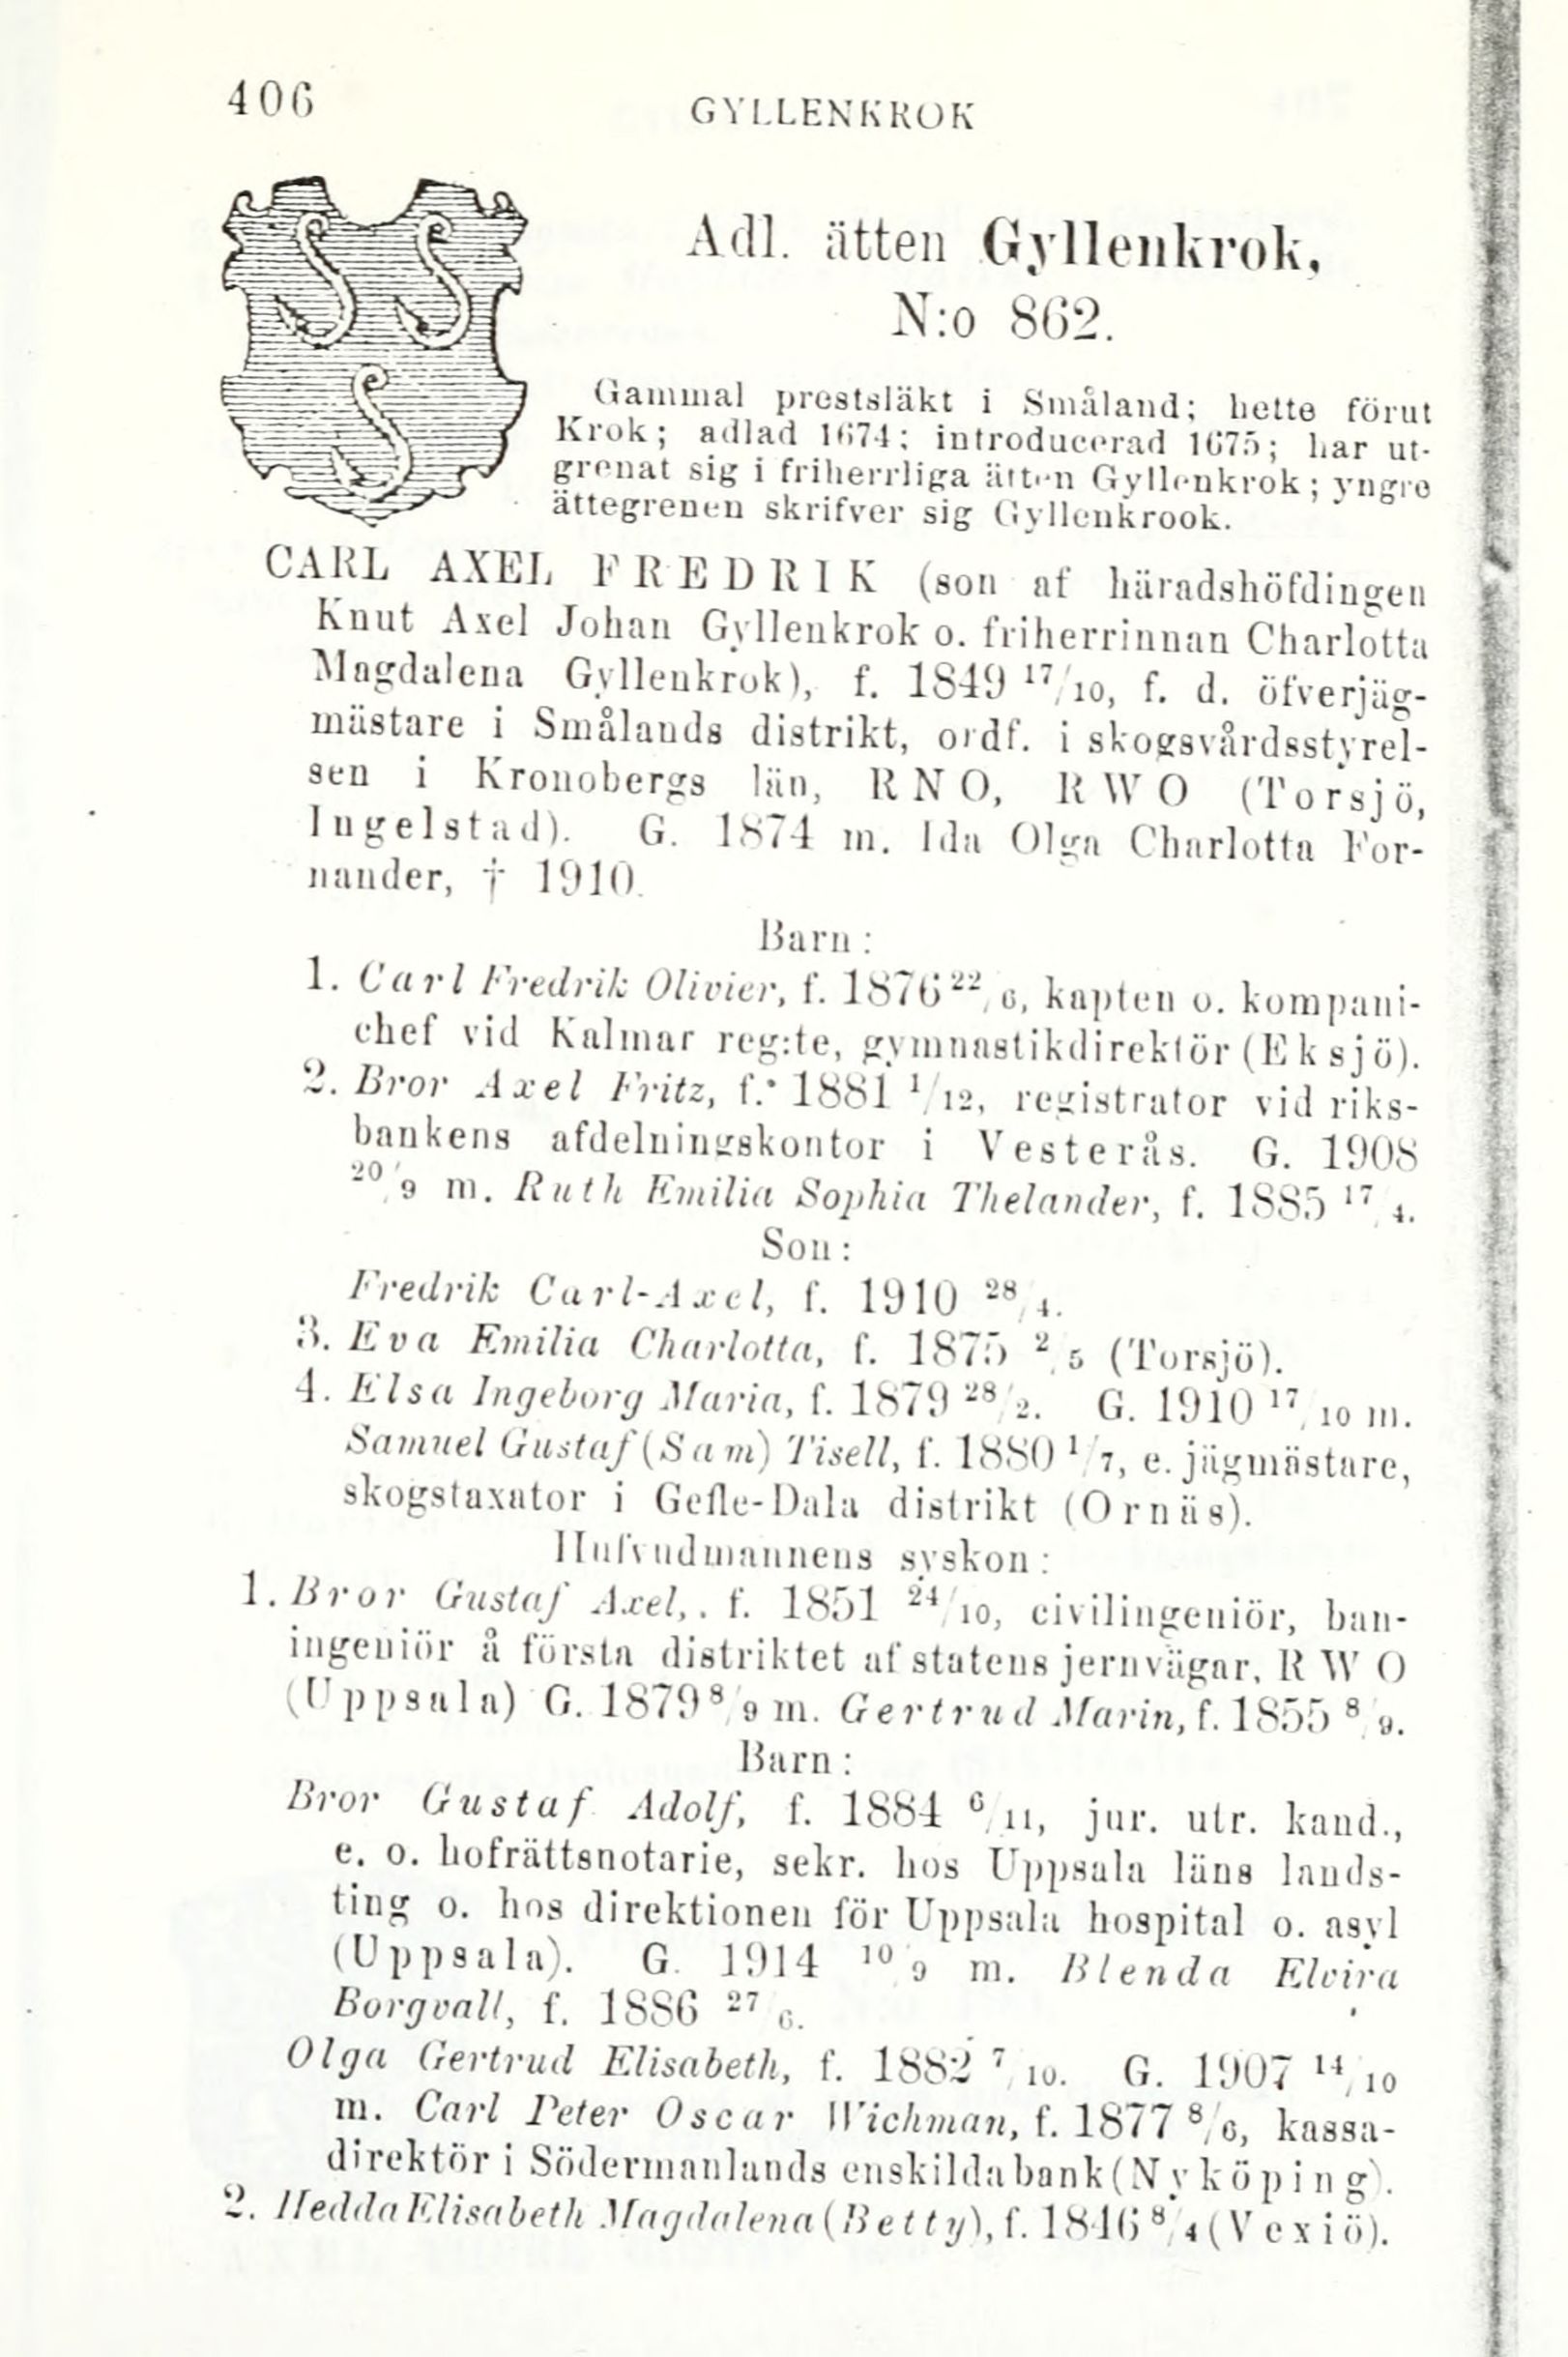 406
GYLLENKROK
Adl. ätten Gyllenkrok,
N:o 862.
Gammal prestsläkt i Småland; hette förut
Krok; adlad 1674; introducerad 1675; har ut-
grenat sig i friherrliga ätten Gyllenkrok; yngre
ättegrenen skrifver sig Gyllenkrook.
CARL AXEL FREDRIK (son af häradshöfdingen
Knut Axel Johan Gyllenkrok o. friherrinnan Charlotta
Magdalena Gyllenkrok), f. 1849 17/10, f. d. öfverjäg-
mästare i Smålands distrikt, ordf. i skogsvårdsstyrel-
sen i Kronobergs län, RNO, RWO (Torsjö,
Ingelstad). G. 1874 m. Ida Olga Charlotta For-
nander, † 1910.
Barn:
1. Carl Fredrik Olivier, f. 1876 22/6, kapten o. kompani-
chef vid Kalmar reg:te, gymnastikdirektör (Eksjö).
2. Bror Axel Fritz, f. 1881 1/12, registrator vid riks-
bankens afdelningskontor i Vesterås. G. 1908
20/9 m. Ruth Emilia Sophia Thelander, f. 1885 17/4.
Son:
Fredrik Carl-Axel, f. 1910 28/4.
3. Eva Emilia Charlotta, f. 1875 2/5 (Torsjö).
4. Elsa Ingeborg Maria, f. 1879 28/2. G. 1910 17/10 m.
Samuel Gustaf (Sam) Tisell, f. 1880 1/7, e. jägmästare,
skogstaxator i Gefle-Dala distrikt (Ornäs).
Hufvudmannens syskon:
1. Bror Gustaf Axel,. f. 1851 24/10, civilingeniör, ban-
ingeniör å första distriktet af statens jernvägar, RWO
(Uppsala) G. 1879 8/9 m. Gertrud Marin, f. 1855 8/9.
Barn:
Bror Gustaf Adolf, f. 1884 6/11, jur. utr. kand.,
e. o. hofrättsnotarie, sekr. hos Uppsala läns lands-
ting o. hos direktionen för Uppsala hospital o. asyl
(Uppsala). G. 1914 10/9 m. Blenda Elvira
Borgvall, f. 1886 27/6.
Olga Gertrud Elisabeth, f. 1882 7/10. G. 1907 14/10
m. Carl Peter Oscar Wichman, f. 1877 8/6, kassa-
direktör i Södermanlands enskilda bank (Nyköping).
2. Hedda Elisabeth Magdalena (Betty), f. 1846 8/4 (Vexiö).